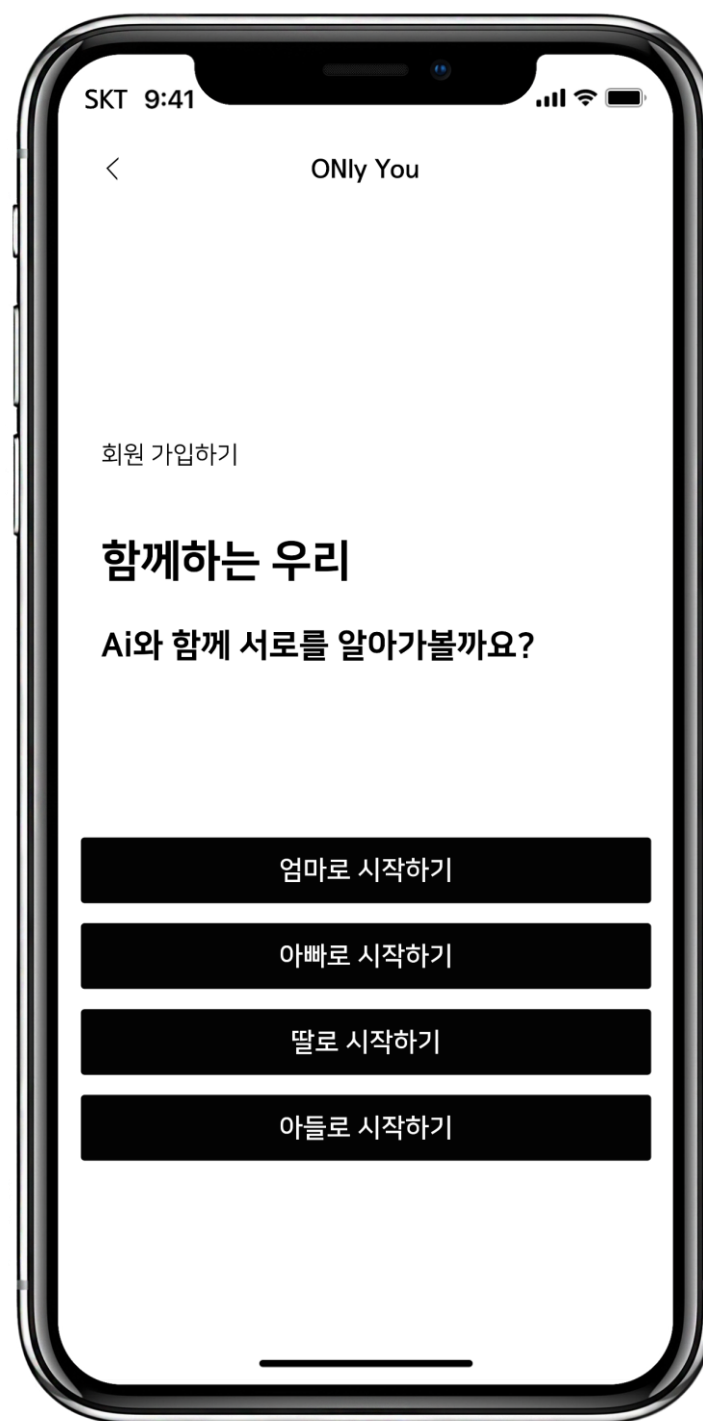 SKT 9:41
ONly You
회원 가입하기
함께하는 우리
Ai와 함께 서로를 알아가볼까요?
엄마로 시작하기
아빠로 시작하기
딸로 시작하기
아들로 시작하기